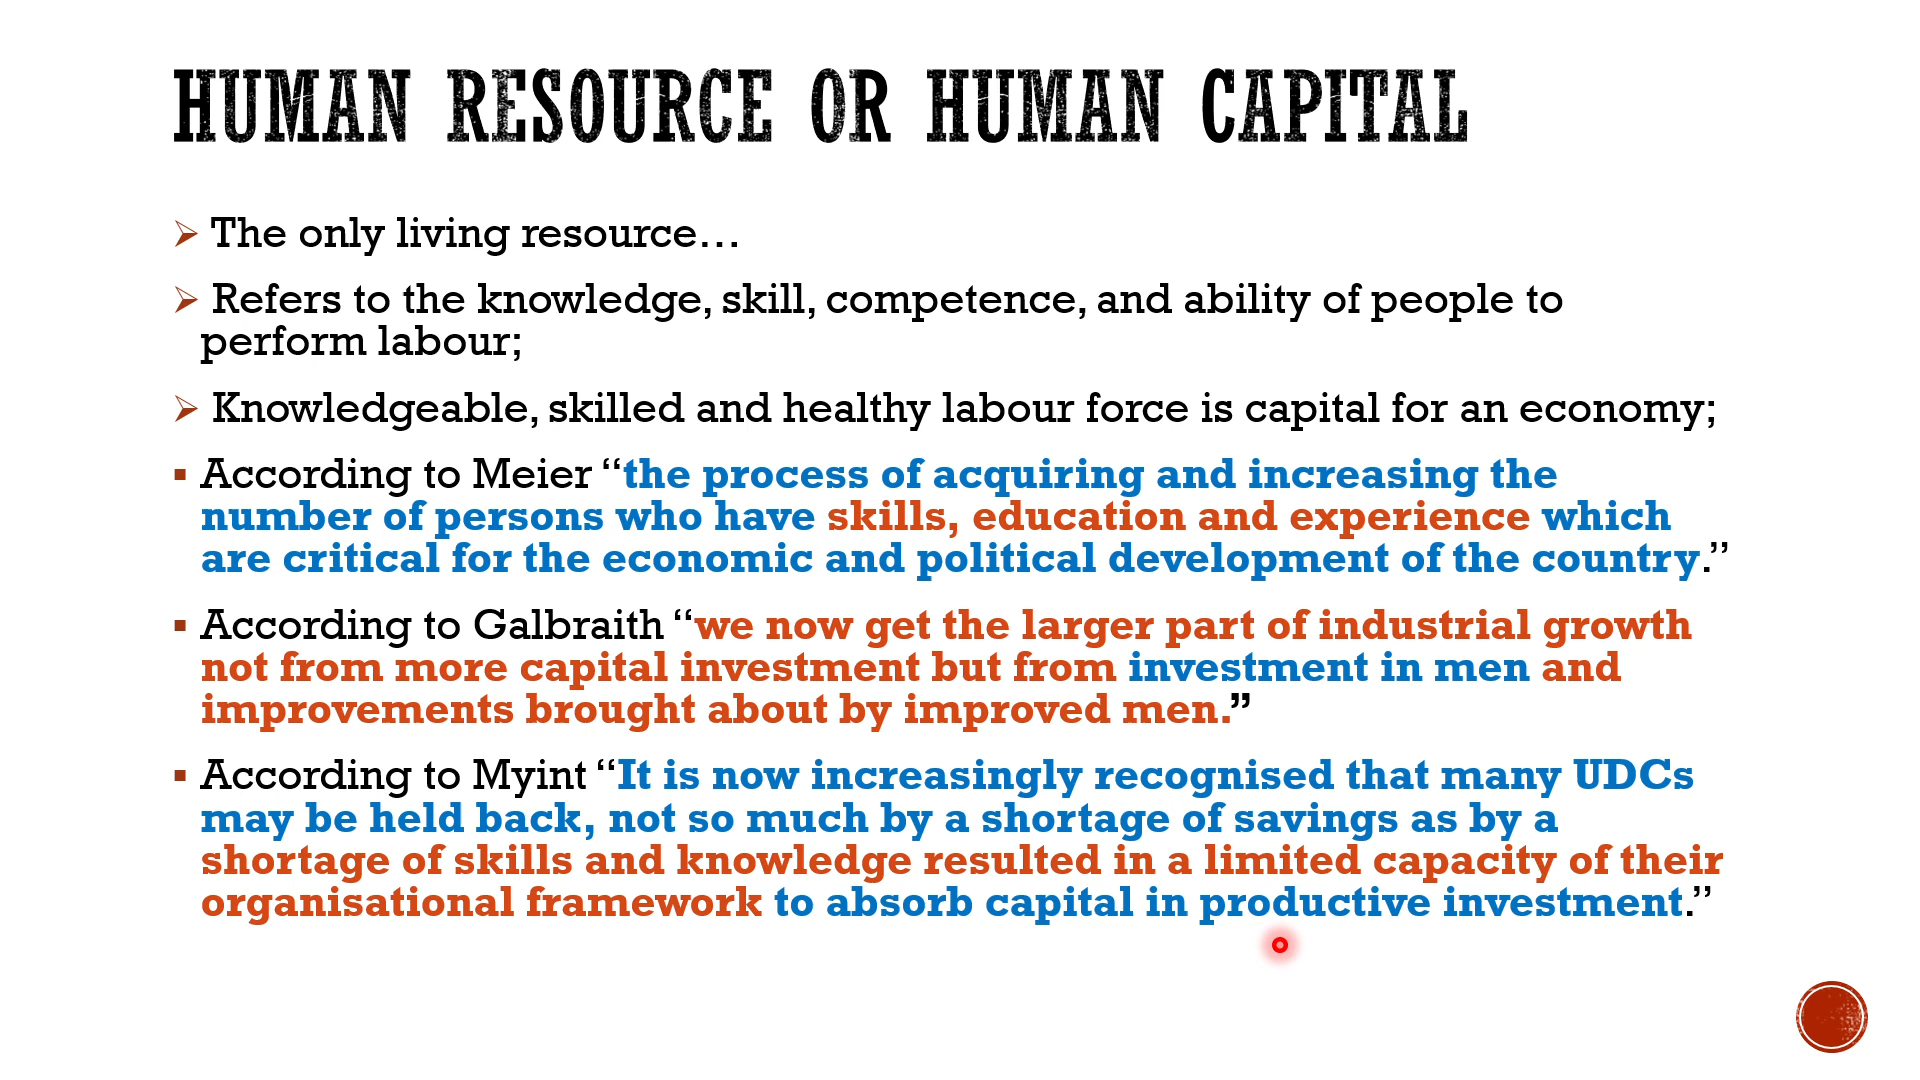 HUMAN RESOURCE OR HUMAN CAPITAL
The only living resource…
Refers to the knowledge, skill, competence, and ability of people to
perform labour;
Knowledgeable, skilled and healthy labour force is capital for an economy;
According to Meier “the process of acquiring and increasing the
number of persons who have skills, education and experience which
are critical for the economic and political development of the country.”
According to Galbraith “we now get the larger part of industrial growth
not from more capital investment but from investment in men and
improvements brought about by improved men.”
According to Myint “It is now increasingly recognised that many UDCs
may be held back, not so much by a shortage of savings as by a
shortage of skills and knowledge resulted in a limited capacity of their
organisational framework to absorb capital in productive investment.”